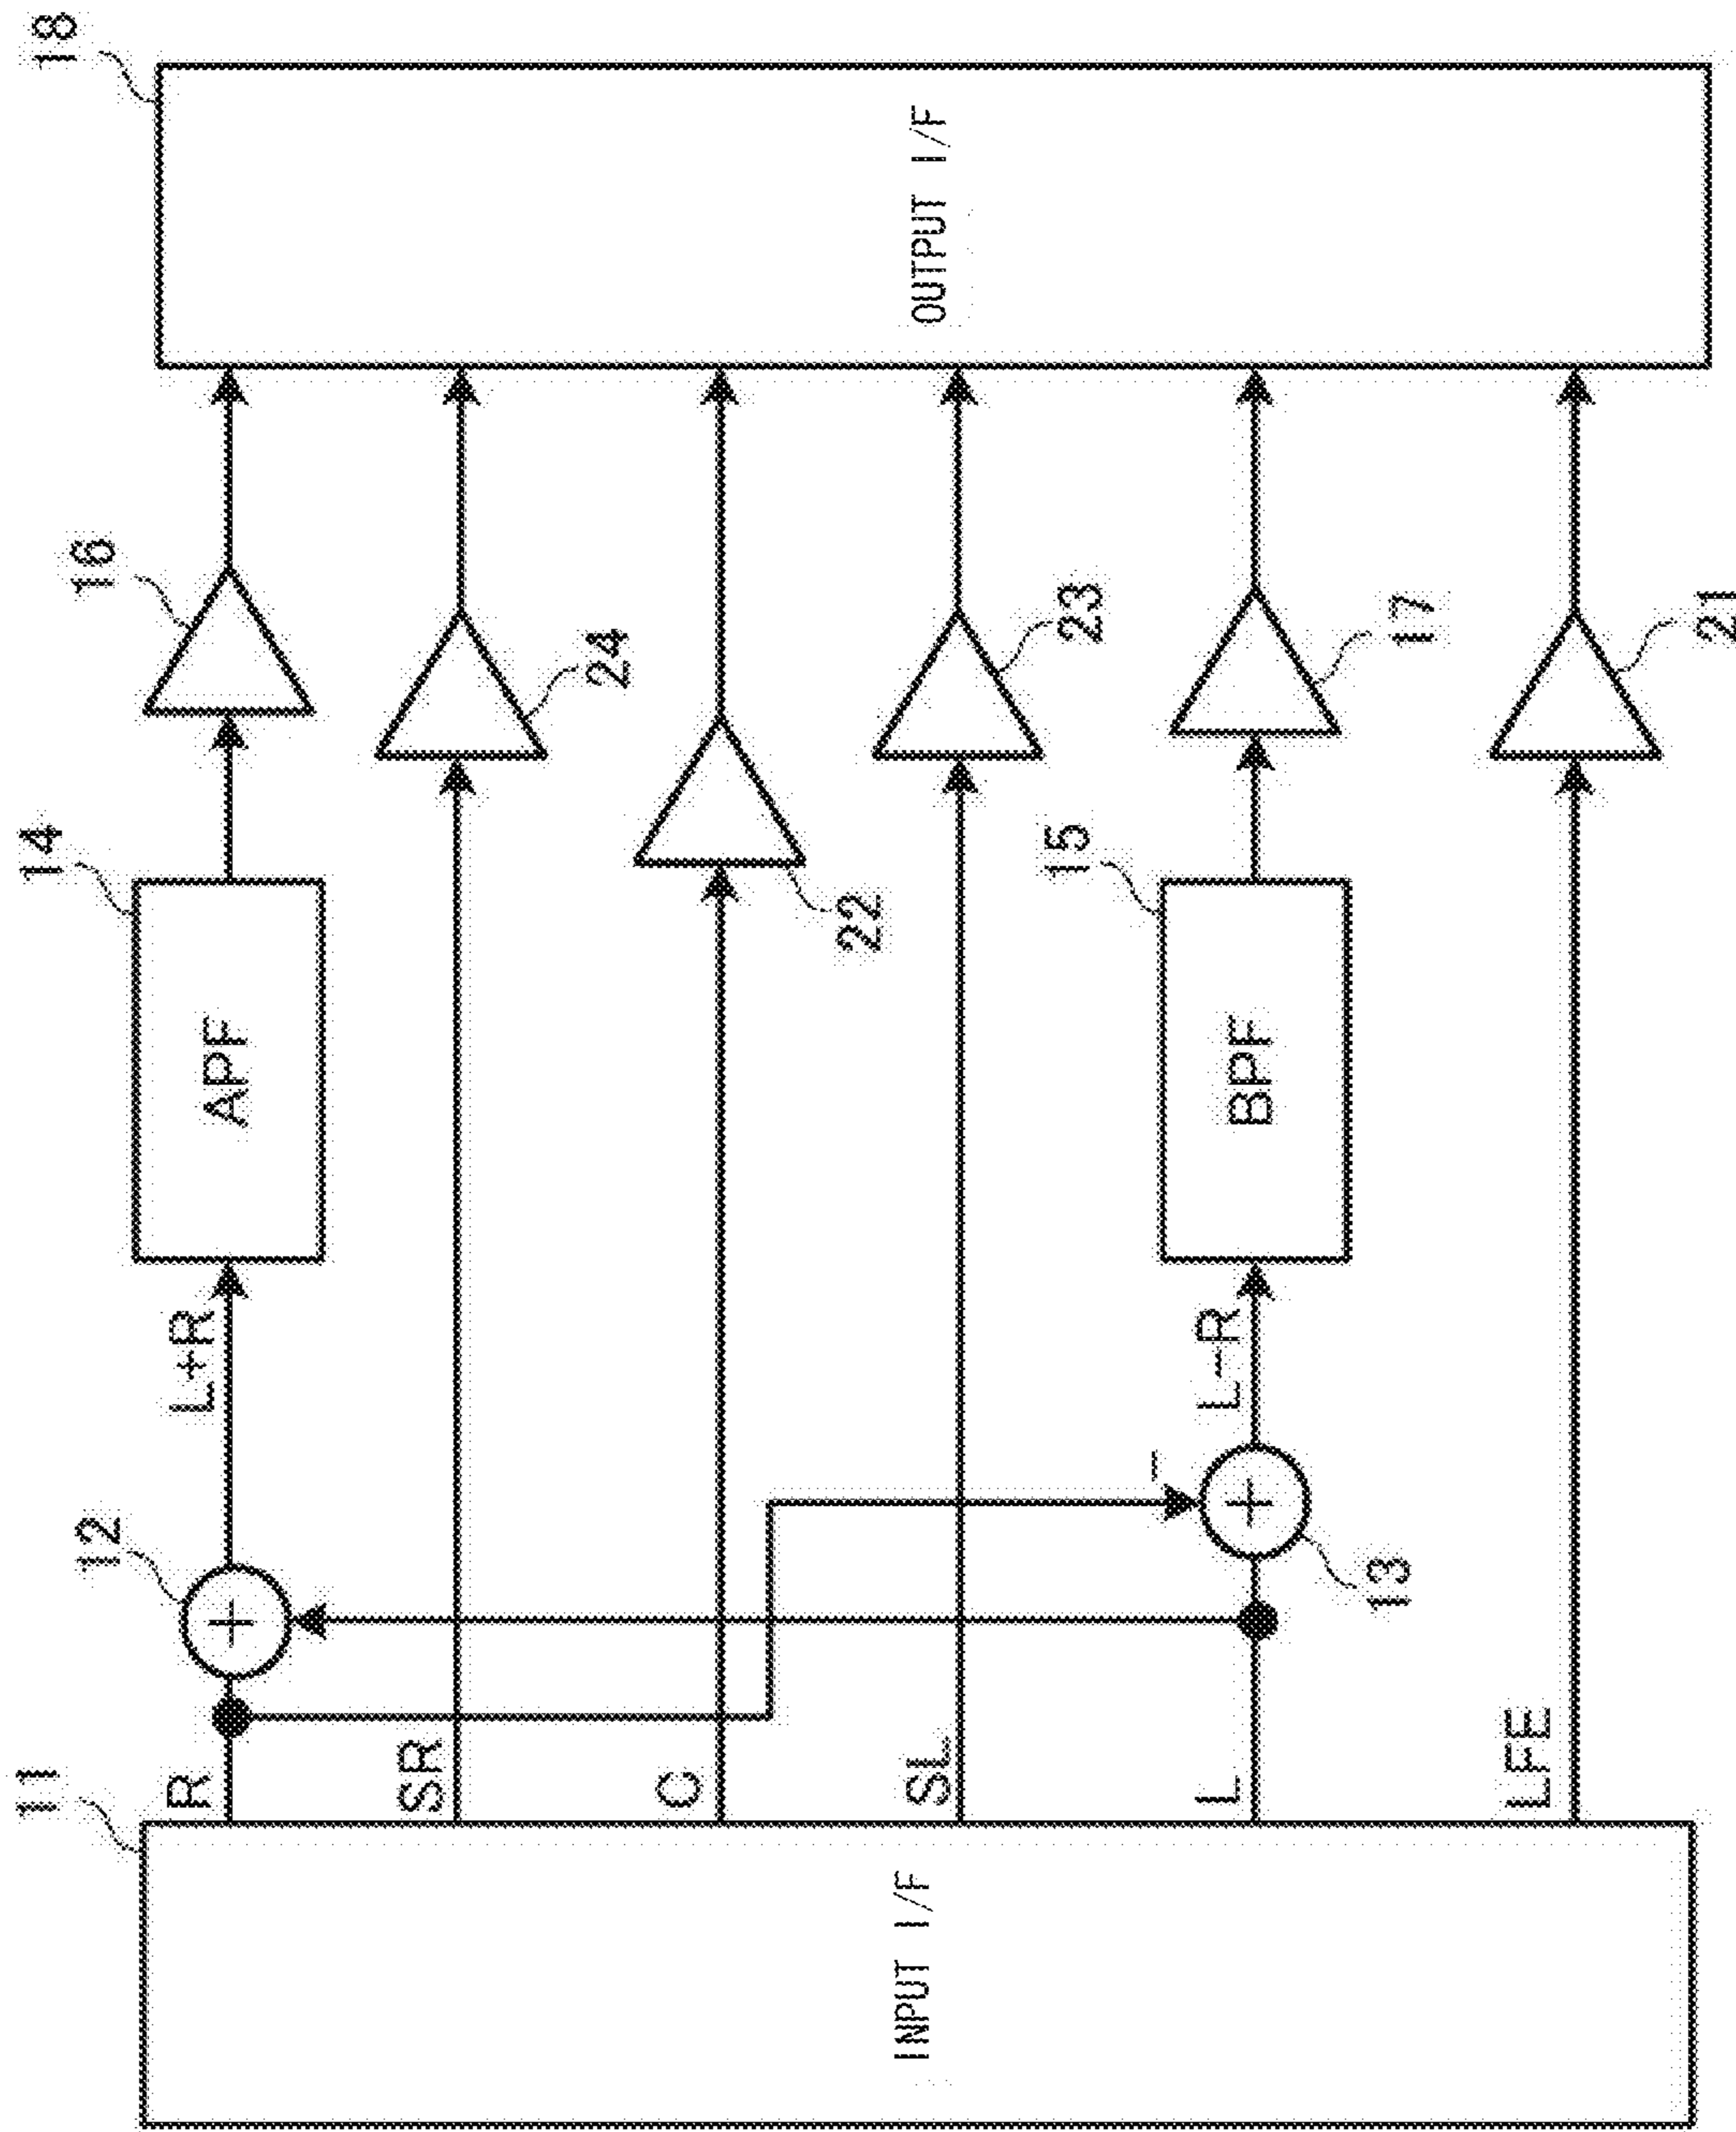 11
INPUT I/F
R
SR
C
SL
L
LFE
12
13
L+R
L−R
−
+
+
14
APF
15
BPF
16
24
22
23
17
21
18
OUTPUT I/F